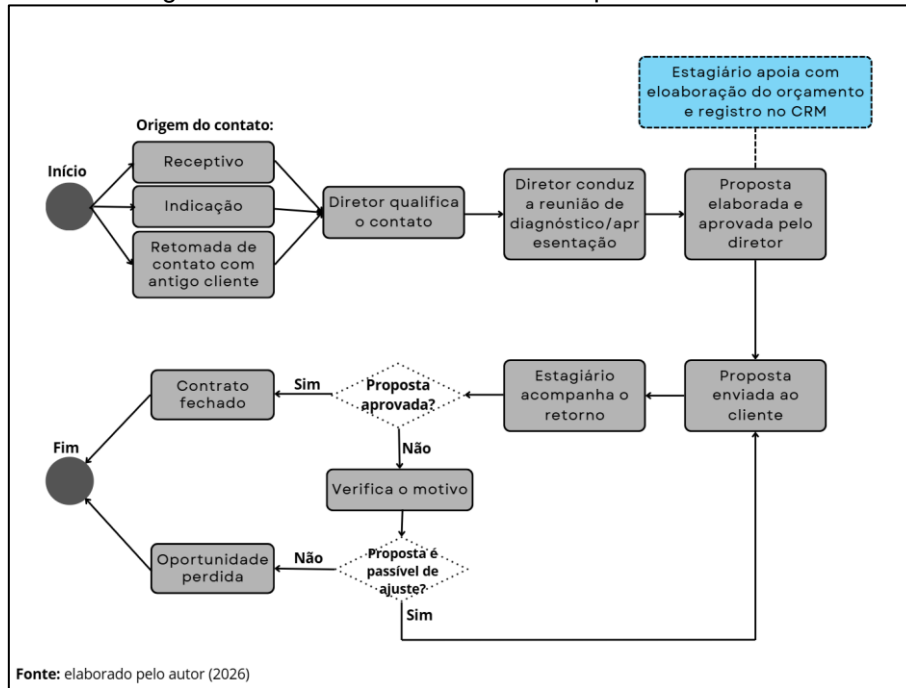 Estagiário apoia com
eloaboração do orçamento
e registro no CRM
Origem do contato:
Início
Receptivo
Indicação
Retomada de
contato com
antigo cliente
Diretor qualifica
o contato
Diretor conduz
a reunião de
diagnóstico/apr
esentação
Proposta
elaborada e
aprovada pelo
diretor
Proposta
enviada ao
cliente
Estagiário
acompanha o
retorno
Proposta
aprovada?
Sim
Contrato
fechado
Fim
Não
Verifica o motivo
Proposta é
passível de
ajuste?
Não
Oportunidade
perdida
Sim
Fonte: elaborado pelo autor (2026)